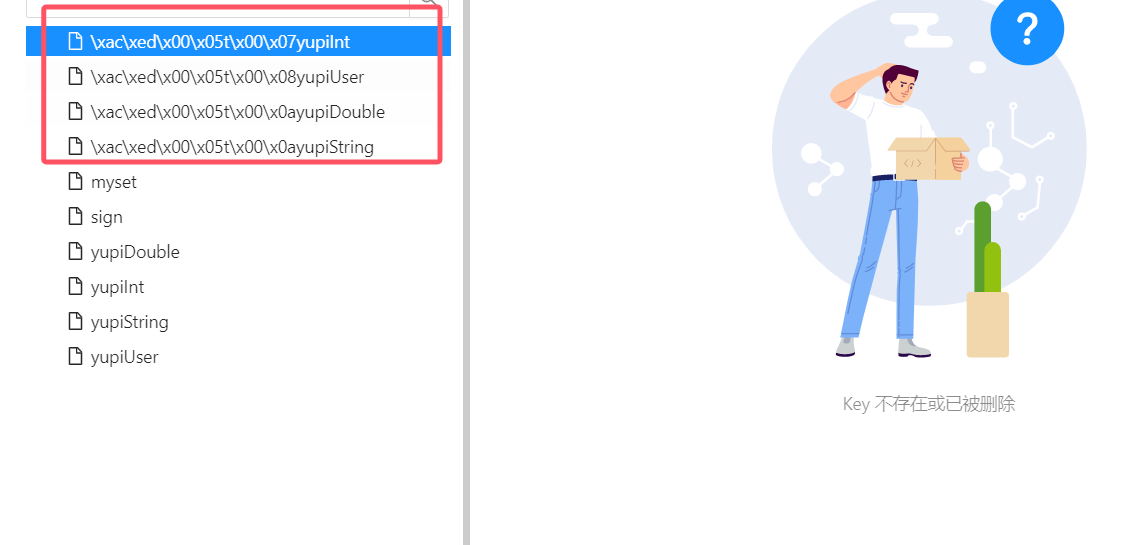 \xac\xed\x00\x05t\x00\x07yupiInt
\xac\xed\x00\x05t\x00\x08yupiUser
\xac\xed\x00\x05t\x00\x0ayupiDouble
\xac\xed\x00\x05t\x00\x0ayupiString
myset
sign
yupiDouble
yupiInt
yupiString
yupiUser
?
</>
Key 不存在或已被删除